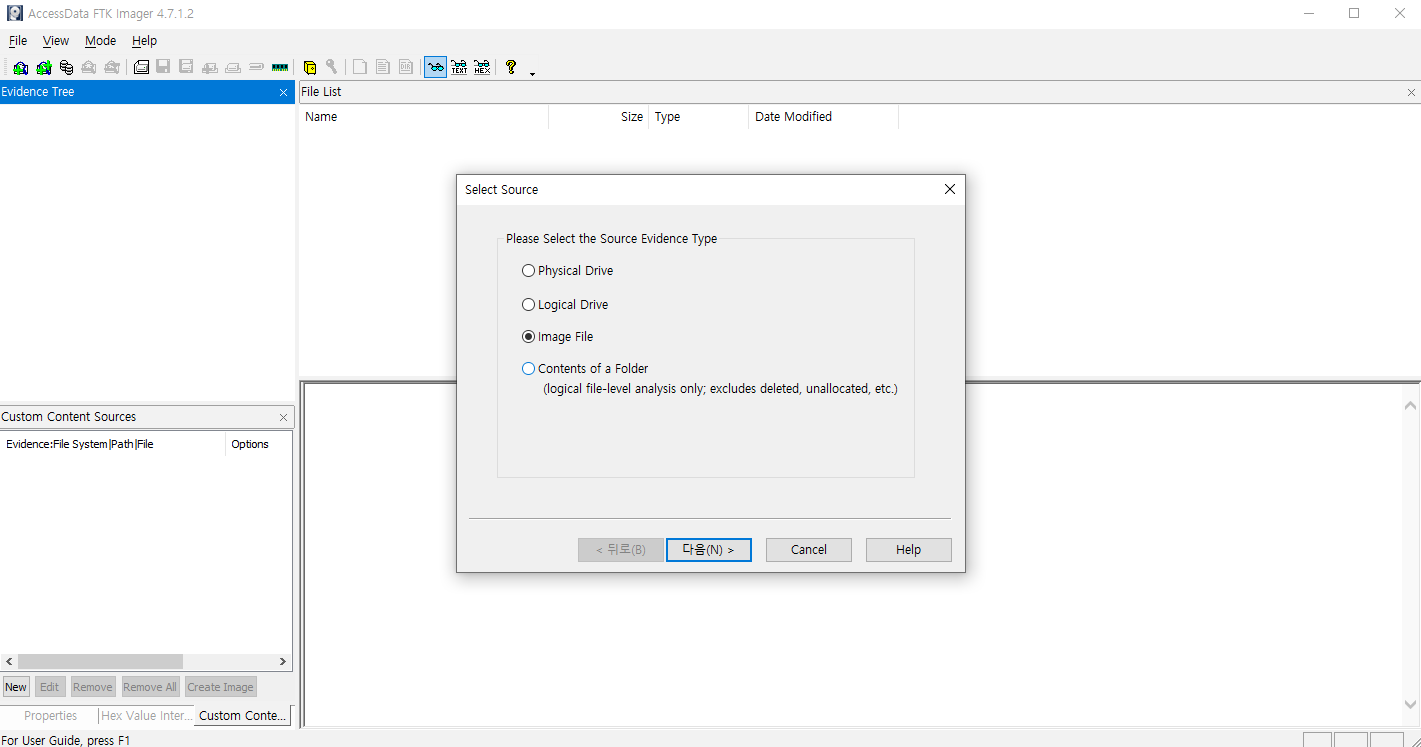 AccessData FTK Imager 4.7.1.2
File View Mode Help
TEXT HEX
Evidence Tree
File List
Name Size Type Date Modified
Select Source
Please Select the Source Evidence Type
Physical Drive
Logical Drive
Image File
Contents of a Folder
(logical file-level analysis only; excludes deleted, unallocated, etc.)
< 뒤로(B) 다음(N) > Cancel Help
Custom Content Sources
Evidence:File System|Path|File Options
New Edit Remove Remove All Create Image
Properties Hex Value Inter... Custom Conte...
For User Guide, press F1